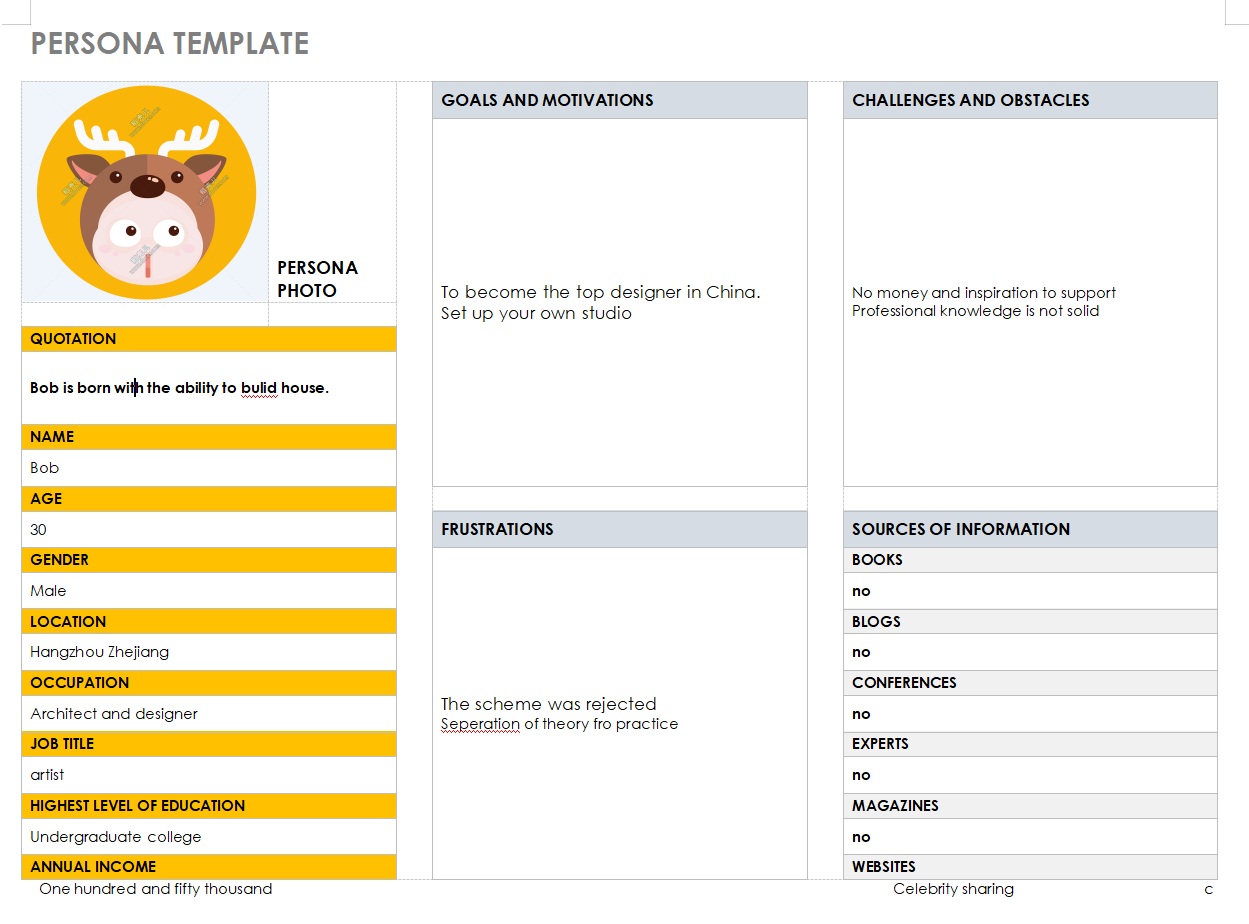 PERSONA TEMPLATE
PERSONA
PHOTO
QUOTATION
Bob is born with the ability to bulid house.
NAME
Bob
AGE
30
GENDER
Male
LOCATION
Hangzhou Zhejiang
OCCUPATION
Architect and designer
JOB TITLE
artist
HIGHEST LEVEL OF EDUCATION
Undergraduate college
ANNUAL INCOME
One hundred and fifty thousand
GOALS AND MOTIVATIONS
To become the top designer in China.
Set up your own studio
FRUSTRATIONS
The scheme was rejected
Seperation of theory fro practice
CHALLENGES AND OBSTACLES
No money and inspiration to support
Professional knowledge is not solid
SOURCES OF INFORMATION
BOOKS
no
BLOGS
no
CONFERENCES
no
EXPERTS
no
MAGAZINES
no
WEBSITES
Celebrity sharing
c